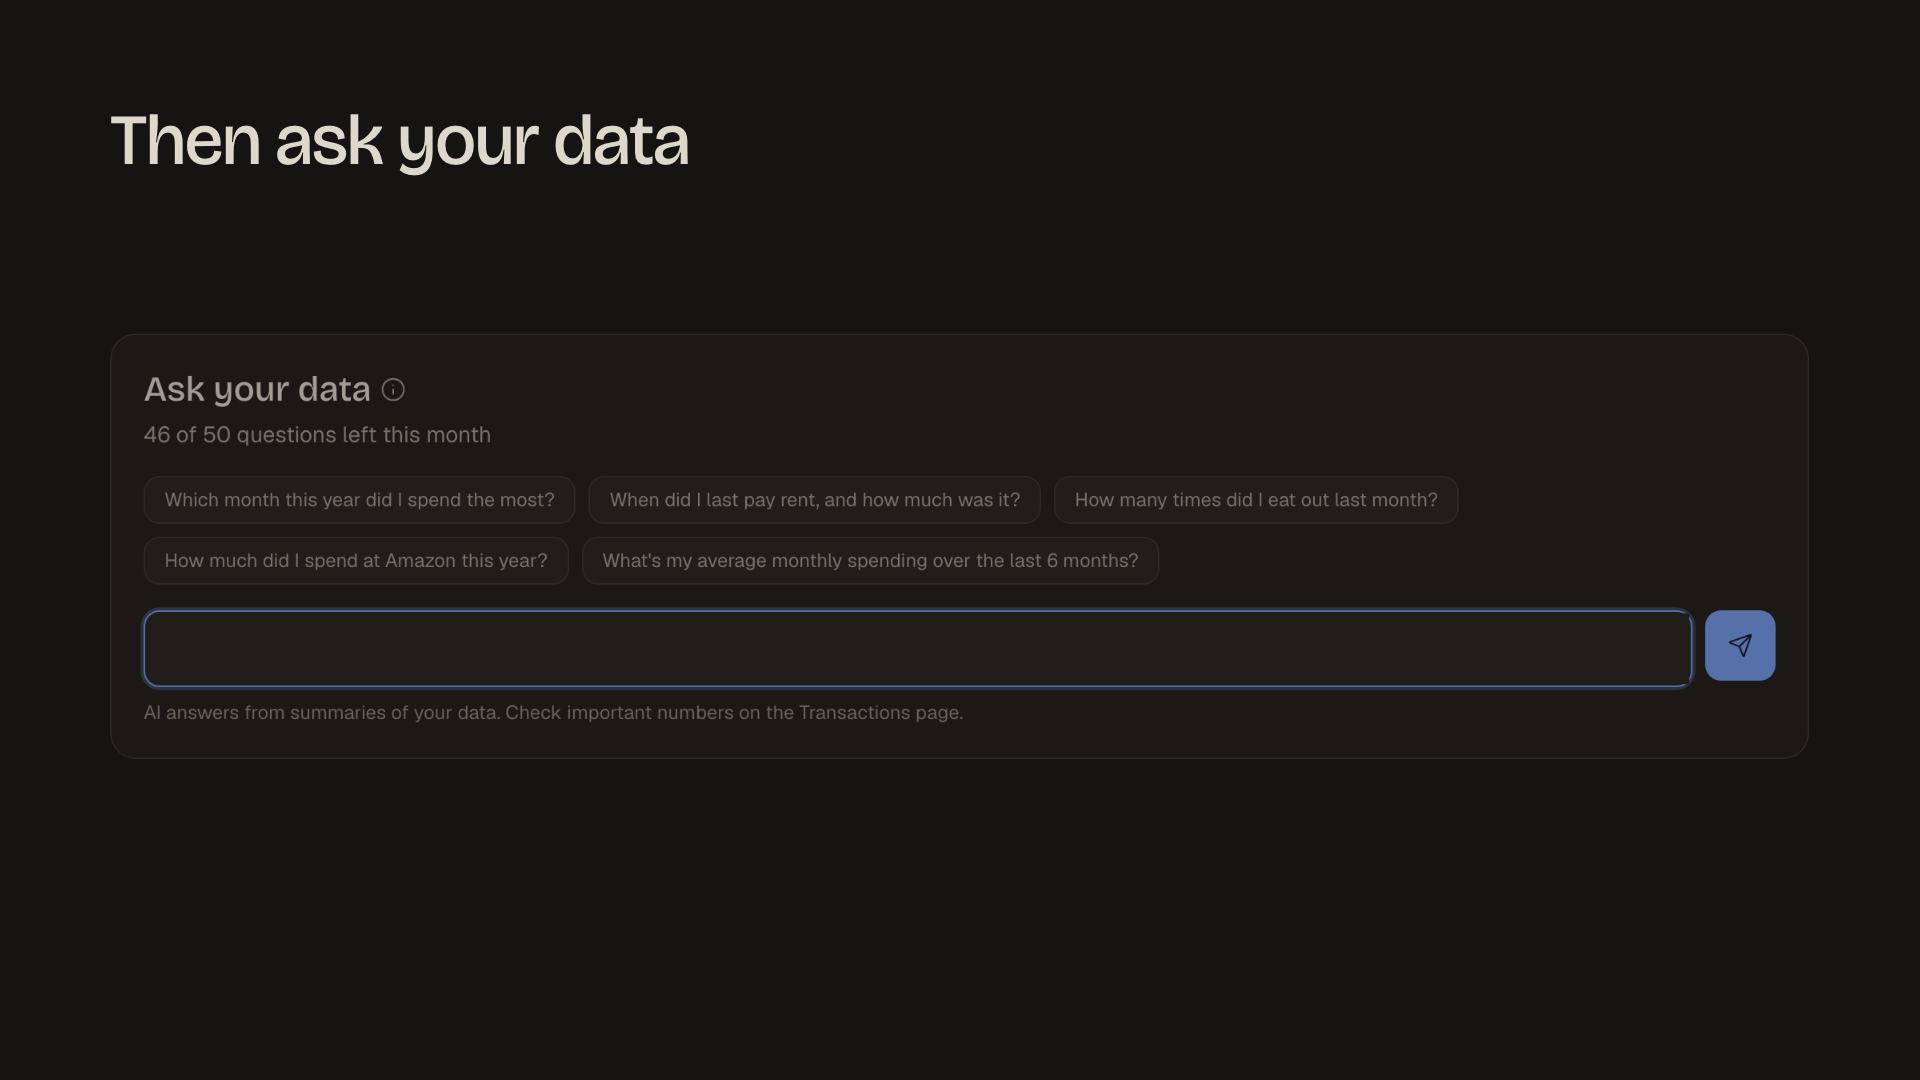 Then ask your data
Ask your data
46 of 50 questions left this month
Which month this year did I spend the most?
When did I last pay rent, and how much was it?
How many times did I eat out last month?
How much did I spend at Amazon this year?
What's my average monthly spending over the last 6 months?
AI answers from summaries of your data. Check important numbers on the Transactions page.